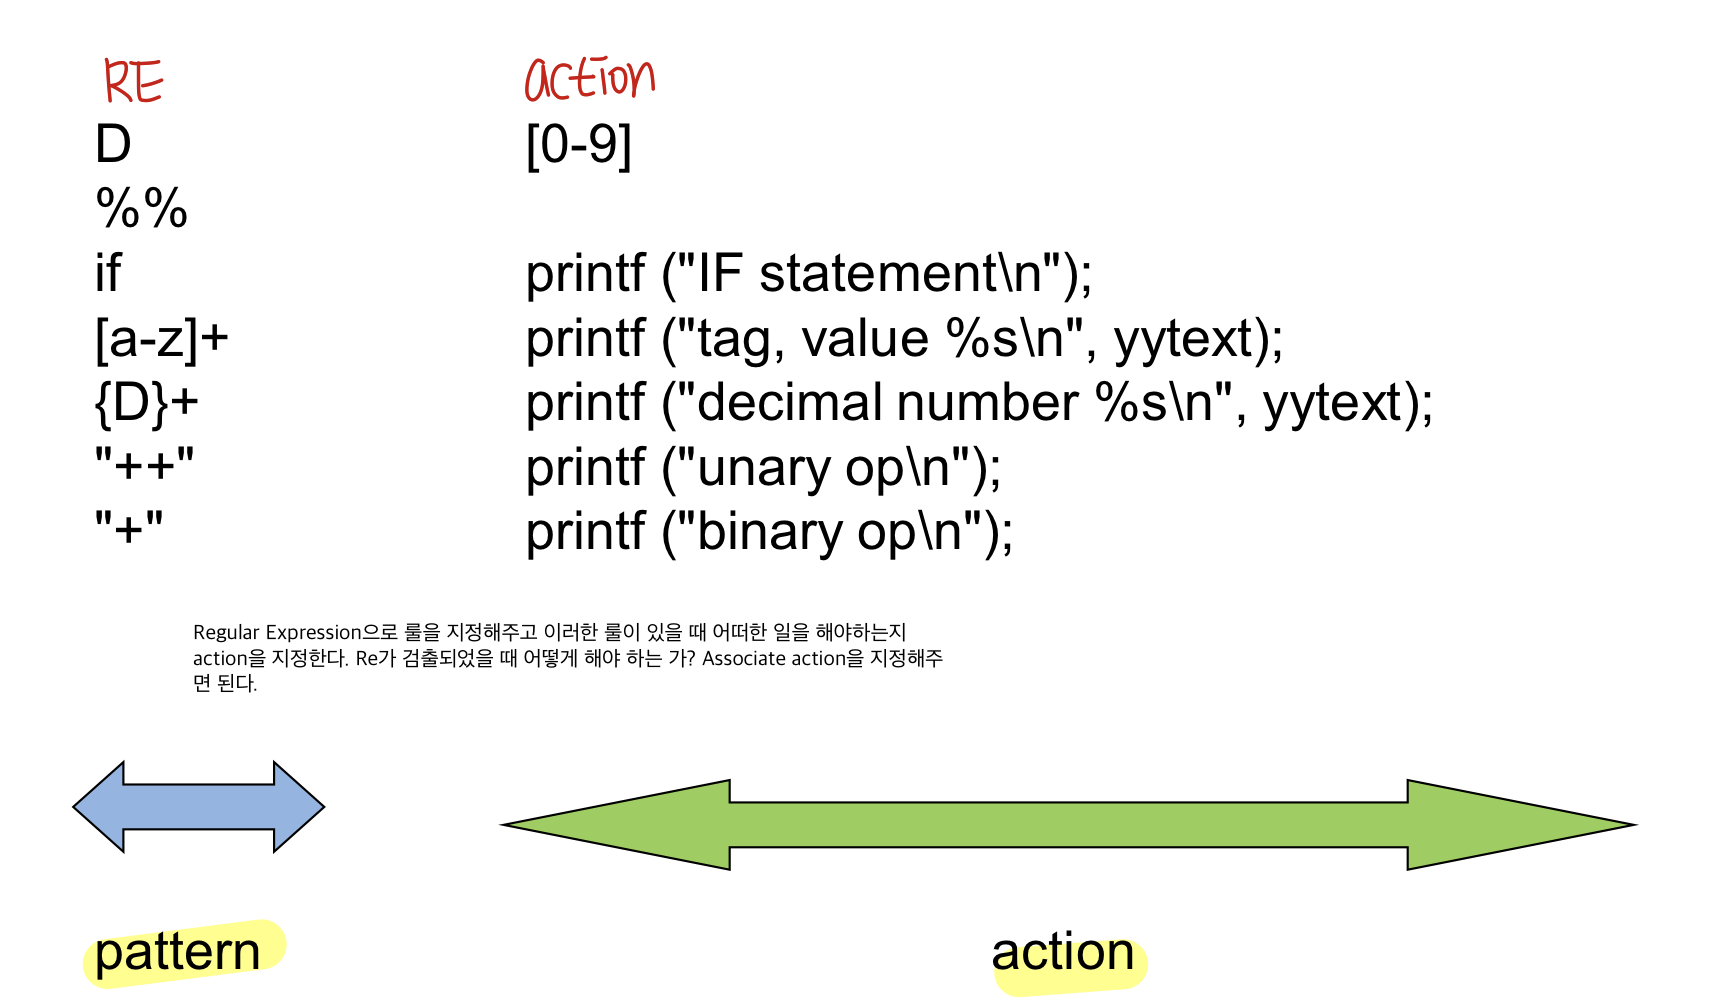 RE action
D [0-9]
%%
if printf ("IF statement\n");
[a-z]+ printf ("tag, value %s\n", yytext);
{D}+ printf ("decimal number %s\n", yytext);
"++" printf ("unary op\n");
"+" printf ("binary op\n");
Regular Expression으로 룰을 지정해주고 이러한 룰이 있을 때 어떠한 일을 해야하는지
action을 지정한다. Re가 검출되었을 때 어떻게 해야 하는 가? Associate action을 지정해주
면 된다.
pattern action